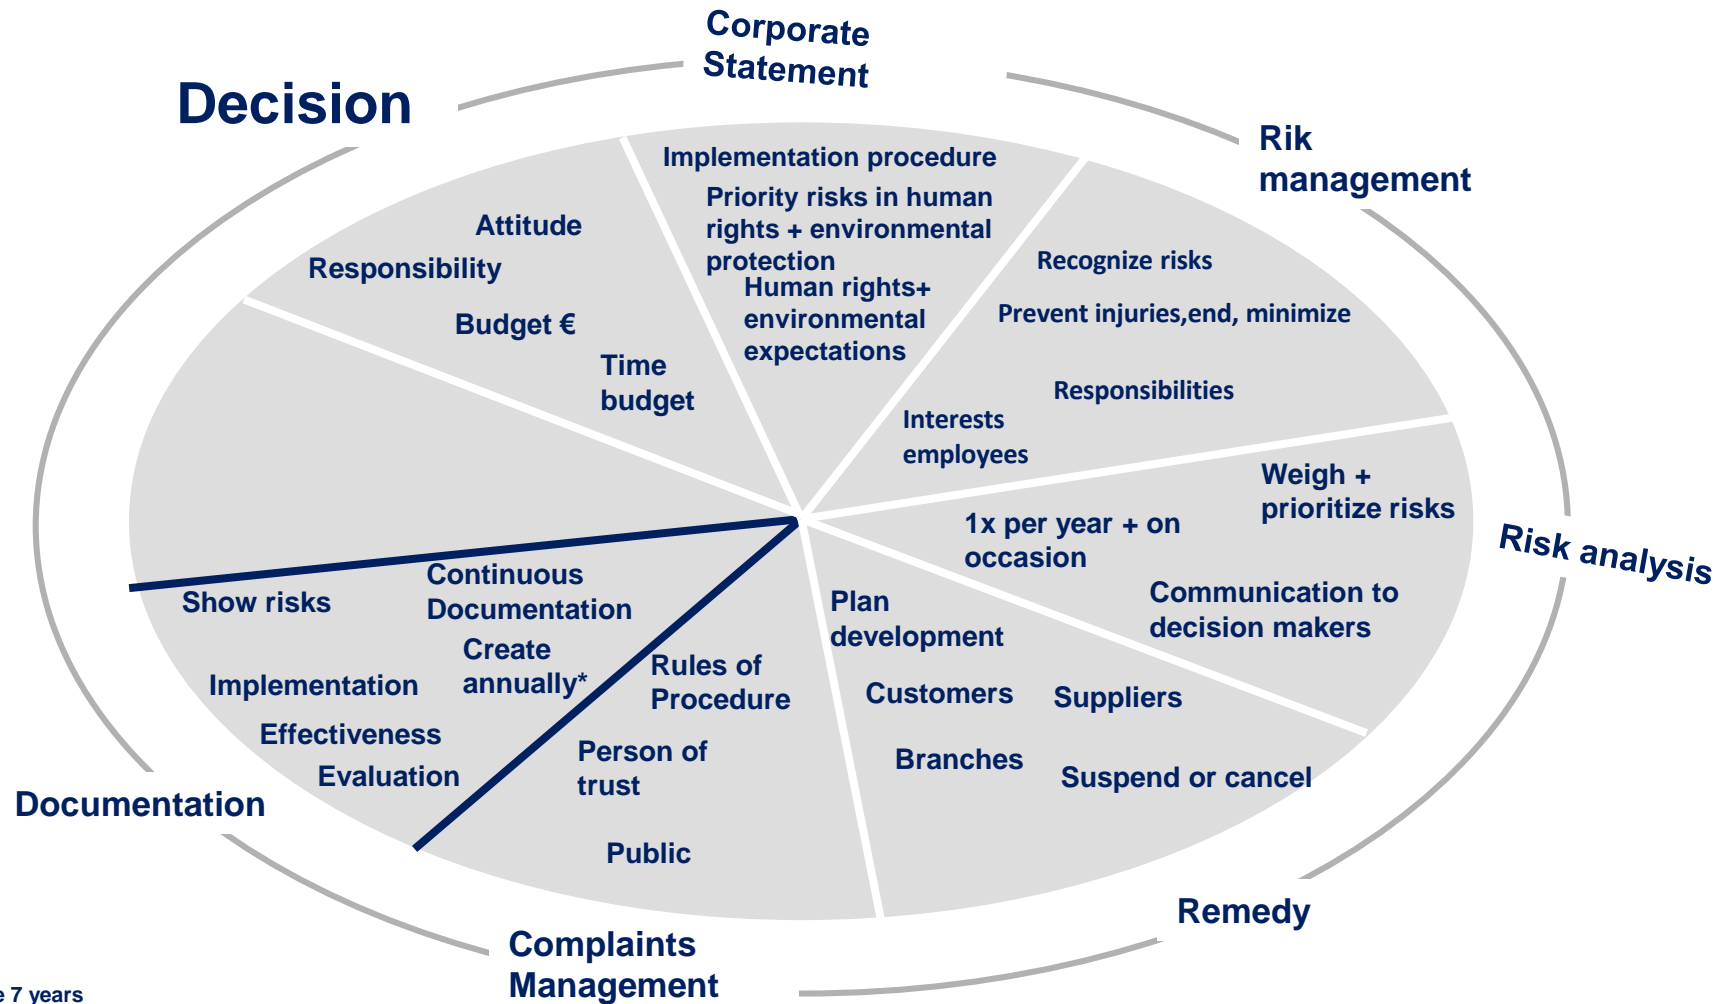 Corporate
Statement
Decision
Rik
management
Implementation procedure
Priority risks in human
rights + environmental
protection
Human rights+
environmental
expectations
Attitude
Responsibility
Budget €
Time
budget
Recognize risks
Prevent injuries,end, minimize
Responsibilities
Interests
employees
Weigh +
prioritize risks
1x per year + on
occasion
Risk analysis
Communication to
decision makers
Plan
development
Customers
Suppliers
Branches
Suspend or cancel
Remedy
Continuous
Documentation
Show risks
Create
annually*
Implementation
Effectiveness
Evaluation
Documentation
Rules of
Procedure
Person of
trust
Public
Complaints
Management
7 years